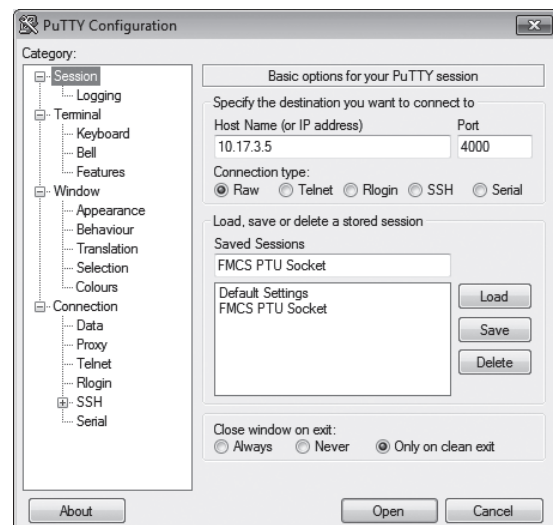 PuTTY Configuration
Category:
Session
Logging
Terminal
Keyboard
Bell
Features
Window
Appearance
Behaviour
Translation
Selection
Colours
Connection
Data
Proxy
Telnet
Rlogin
SSH
Serial
Basic options for your PuTTY session
Specify the destination you want to connect to
Host Name (or IP address) Port
10.17.3.5 4000
Connection type:
Raw Telnet Rlogin SSH Serial
Load, save or delete a stored session
Saved Sessions
FMCS PTU Socket
Default Settings
FMCS PTU Socket
Load
Save
Delete
Close window on exit:
Always Never Only on clean exit
About Open Cancel